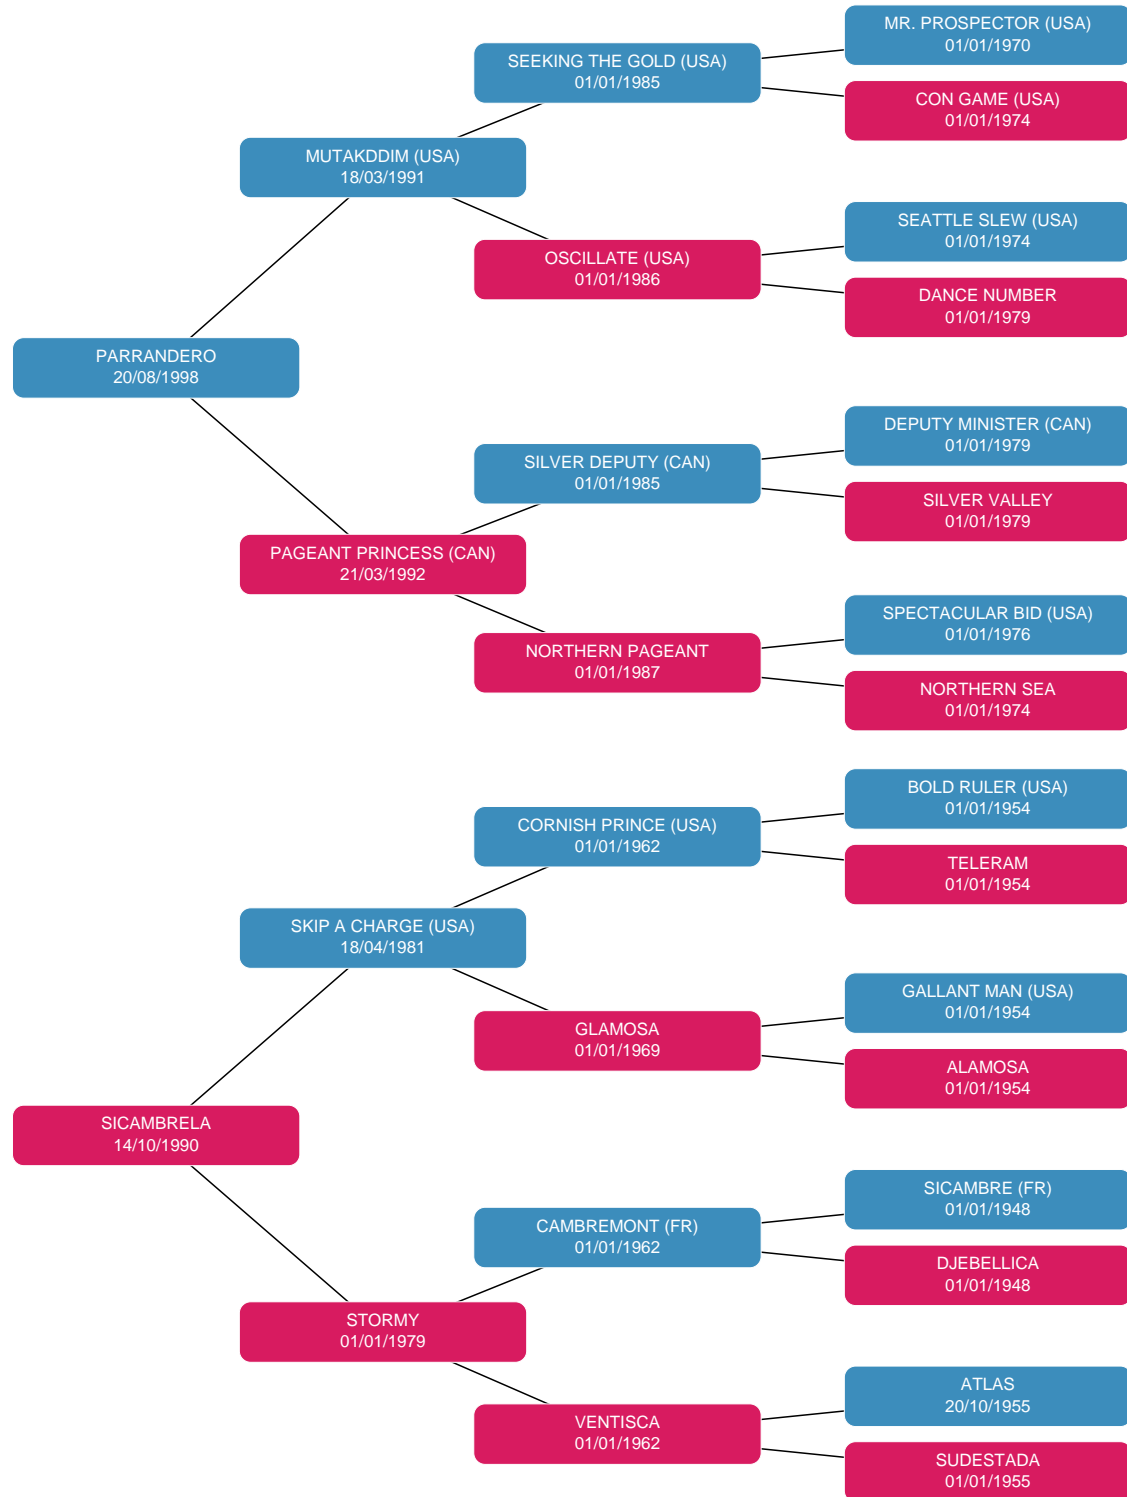 MR. PROSPECTOR (USA)
01/01/1970
SEEKING THE GOLD (USA)
01/01/1985
CON GAME (USA)
01/01/1974
MUTAKDDIM (USA)
18/03/1991
SEATTLE SLEW (USA)
01/01/1974
OSCILLATE (USA)
01/01/1986
DANCE NUMBER
01/01/1979
PARRANDERO
20/08/1998
DEPUTY MINISTER (CAN)
01/01/1979
SILVER DEPUTY (CAN)
01/01/1985
SILVER VALLEY
01/01/1979
PAGEANT PRINCESS (CAN)
21/03/1992
SPECTACULAR BID (USA)
01/01/1976
NORTHERN PAGEANT
01/01/1987
NORTHERN SEA
01/01/1974
BOLD RULER (USA)
01/01/1954
CORNISH PRINCE (USA)
01/01/1962
TELERAM
01/01/1954
SKIP A CHARGE (USA)
18/04/1981
GALLANT MAN (USA)
01/01/1954
GLAMOSA
01/01/1969
ALAMOSA
01/01/1954
SICAMBRELA
14/10/1990
SICAMBRE (FR)
01/01/1948
CAMBREMONT (FR)
01/01/1962
DJEBELLICA
01/01/1948
STORMY
01/01/1979
ATLAS
20/10/1955
VENTISCA
01/01/1962
SUDESTADA
01/01/1955